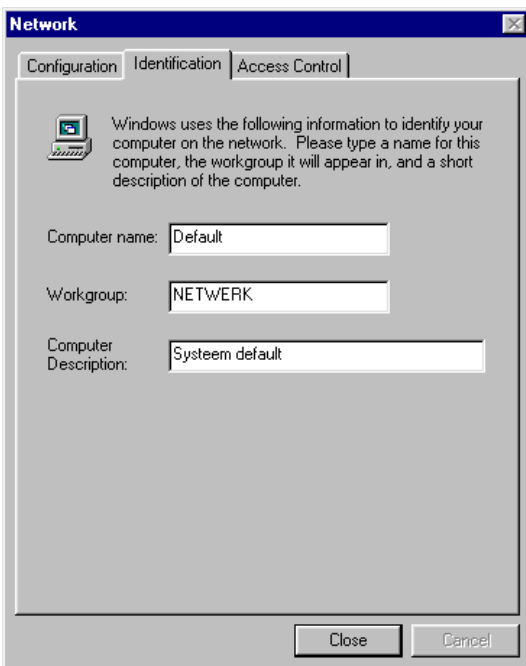 Network
Configuration Identification Access Control
Windows uses the following information to identify your
computer on the network. Please type a name for this
computer, the workgroup it will appear in, and a short
description of the computer.
Computer name: Default
Workgroup: NETWERK
Computer
Description: Systeem default
Close Cancel